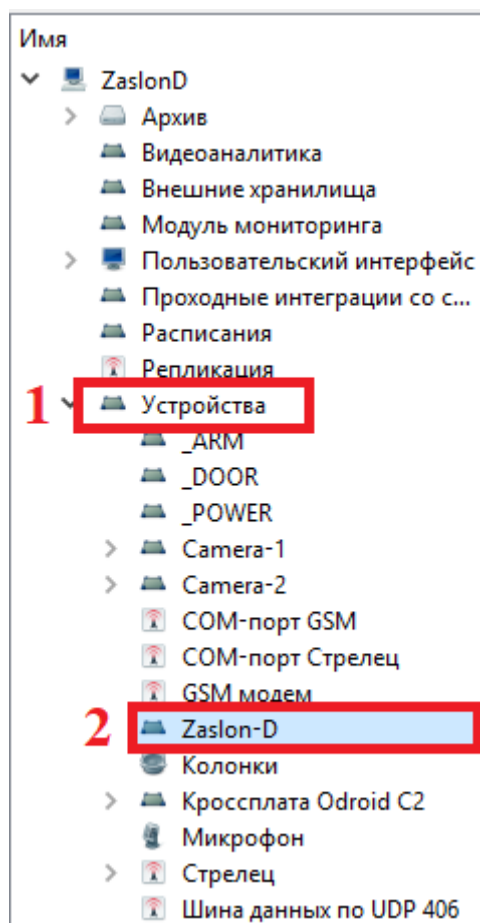 Имя
ZaslonD
Архив
Видеоаналитика
Внешние хранилища
Модуль мониторинга
Пользовательский интерфейс
Проходные интеграции со с...
Расписания
Репликация
1 Устройства
_ARM
_DOOR
_POWER
Camera-1
Camera-2
COM-порт GSM
COM-порт Стрелец
GSM модем
2 Zaslon-D
Колонки
Кроссплата Odroid C2
Микрофон
Стрелец
Шина данных по UDP 406